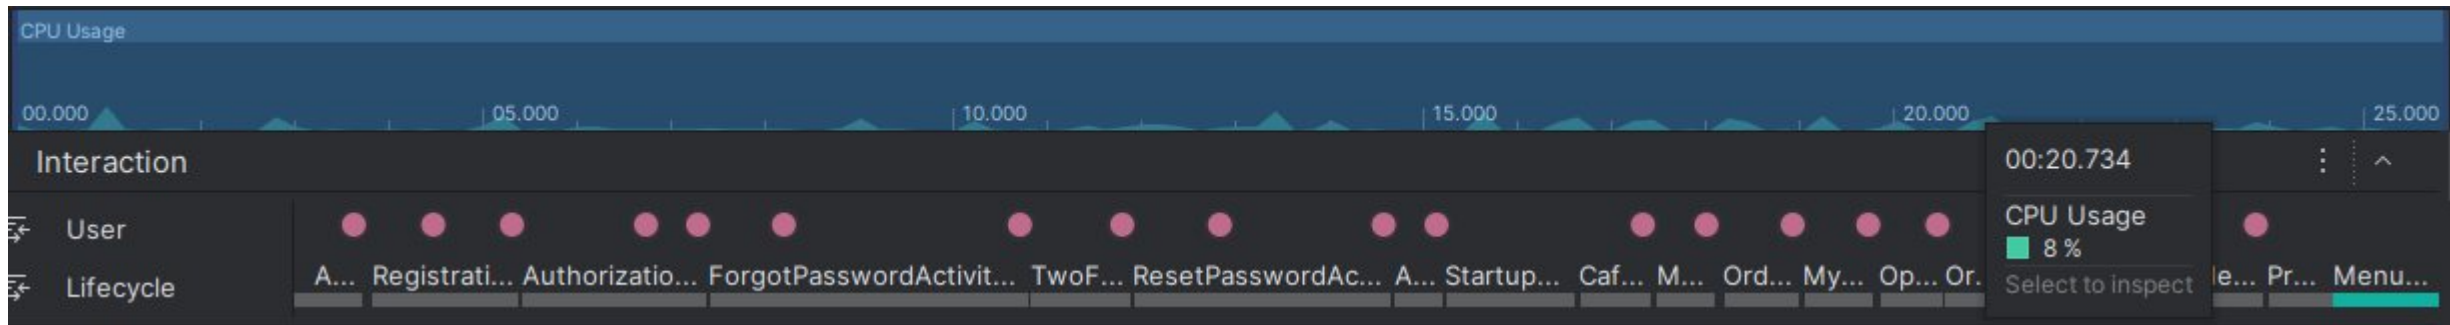 CPU Usage
00.000 05.000 10.000 15.000 20.000 25.000
Interaction
00:20.734
CPU Usage
8 %
Select to inspect
User
Lifecycle
A... Registrati... Authorizatio... ForgotPasswordActivit... TwoF... ResetPasswordAc... A... Startup... Caf... M... Ord... My... Op... Or. Pr... Menu...